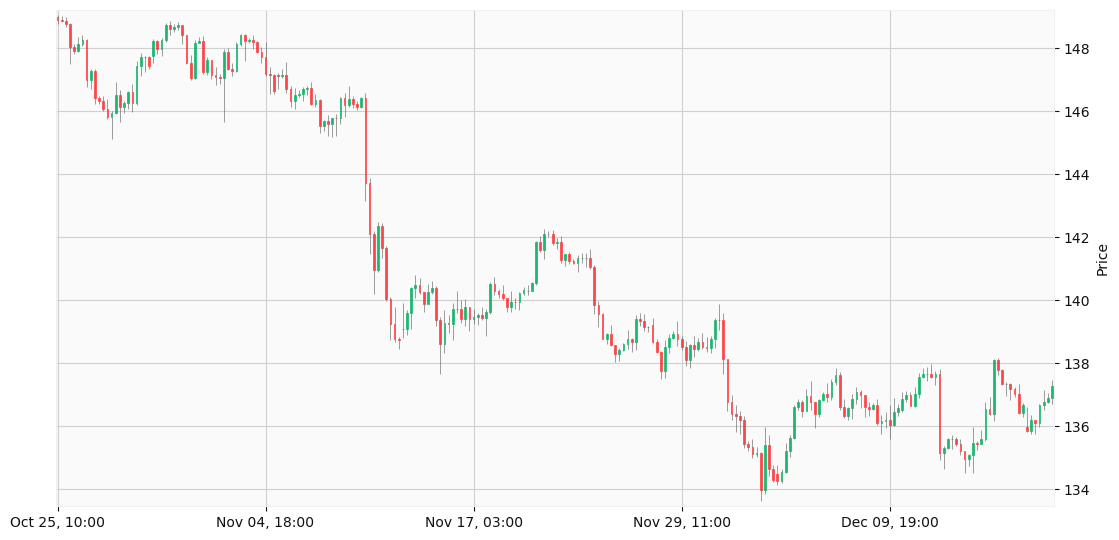 148
146
144
142
140
138
136
134
Price
Oct 25, 10:00
Nov 04, 18:00
Nov 17, 03:00
Nov 29, 11:00
Dec 09, 19:00